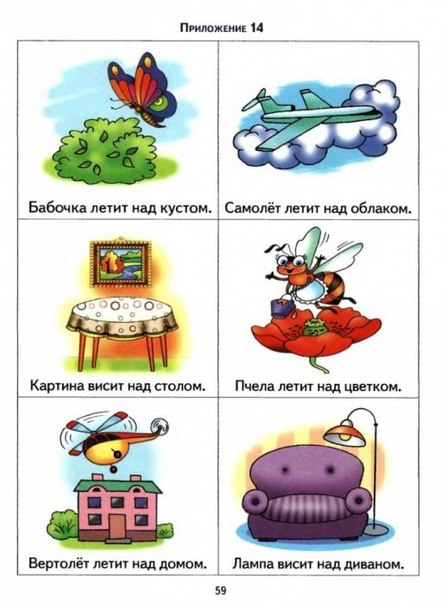 Приложение 14
Бабочка летит над кустом.
Самолёт летит над облаком.
Картина висит над столом.
Пчела летит над цветком.
Вертолёт летит над домом.
Лампа висит над диваном.
59